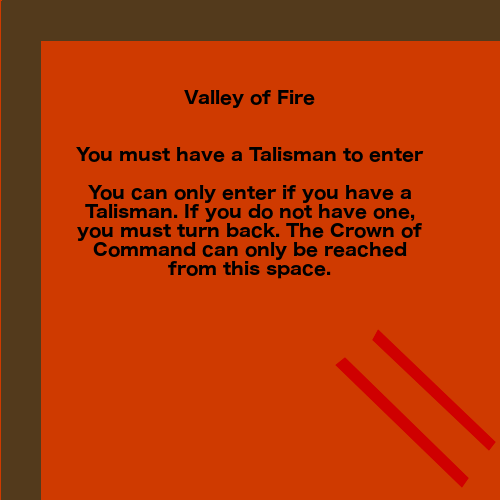 Valley of Fire
You must have a Talisman to enter
You can only enter if you have a
Talisman. If you do not have one,
you must turn back. The Crown of
Command can only be reached
from this space.